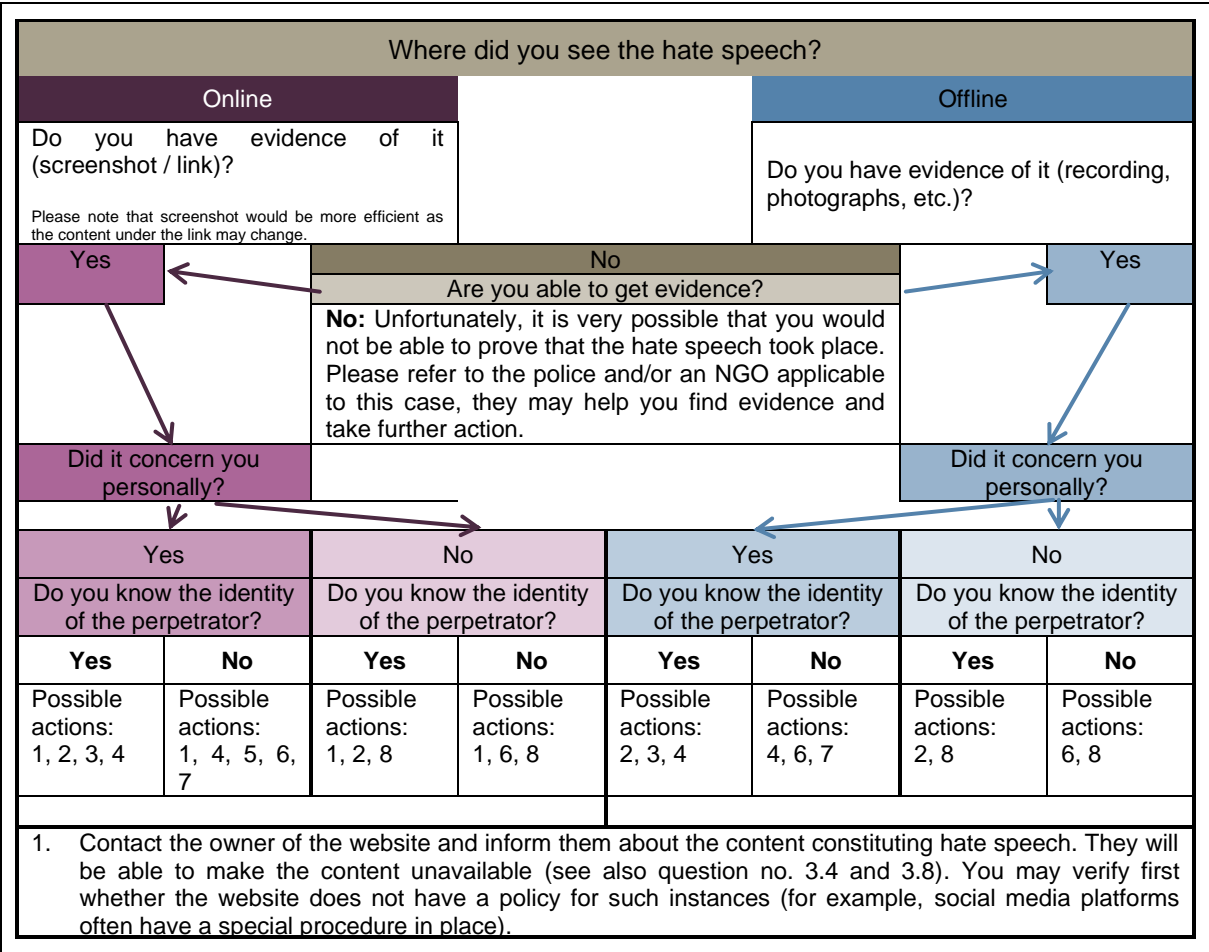 Where did you see the hate speech?
Online
Offline
Do you have evidence of it
(screenshot / link)?
Please note that screenshot would be more efficient as
the content under the link may change.
Do you have evidence of it (recording,
photographs, etc.)?
Yes
No
Yes
Are you able to get evidence?
No: Unfortunately, it is very possible that you would
not be able to prove that the hate speech took place.
Please refer to the police and/or an NGO applicable
to this case, they may help you find evidence and
take further action.
Did it concern you
personally?
Did it concern you
personally?
Yes
No
Yes
No
Do you know the identity
of the perpetrator?
Do you know the identity
of the perpetrator?
Do you know the identity
of the perpetrator?
Do you know the identity
of the perpetrator?
Yes
No
Yes
No
Yes
No
Yes
No
Possible
actions:
1, 2, 3, 4
Possible
actions:
1, 4, 5, 6,
7
Possible
actions:
1, 2, 8
Possible
actions:
1, 6, 8
Possible
actions:
2, 3, 4
Possible
actions:
4, 6, 7
Possible
actions:
2, 8
Possible
actions:
6, 8
1. Contact the owner of the website and inform them about the content constituting hate speech. They will
be able to make the content unavailable (see also question no. 3.4 and 3.8). You may verify first
whether the website does not have a policy for such instances (for example, social media platforms
often have a special procedure in place).